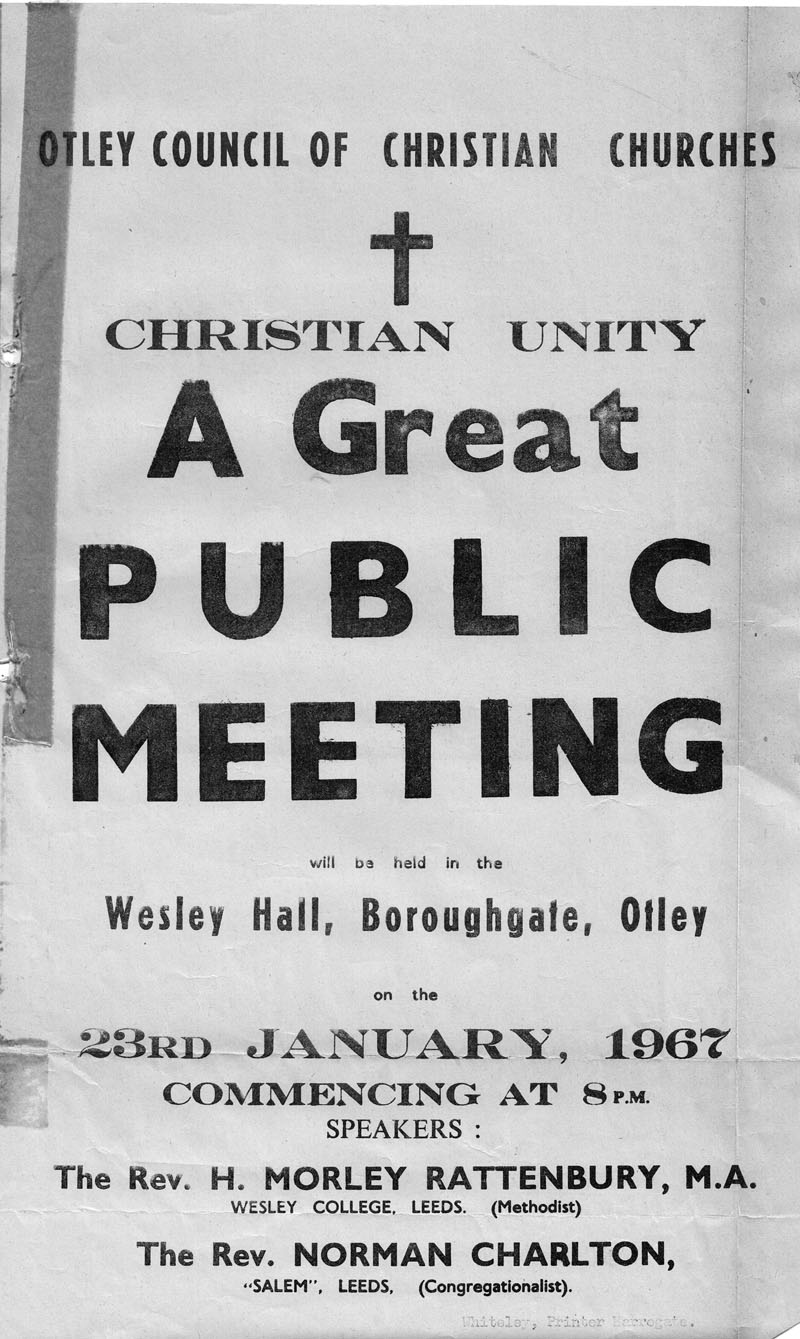 OTLEY COUNCIL OF CHRISTIAN CHURCHES
CHRISTIAN UNITY
A Great
PUBLIC
MEETING
will be held in the
Wesley Hall, Boroughgate, Otley
on the
23RD JANUARY, 1967
COMMENCING AT 8 P.M.
SPEAKERS :
The Rev. H. MORLEY RATTENBURY, M.A.
WESLEY COLLEGE, LEEDS. (Methodist)
The Rev. NORMAN CHARLTON,
"SALEM", LEEDS, (Congregationalist).
Whiteley, Printer Harrogate.